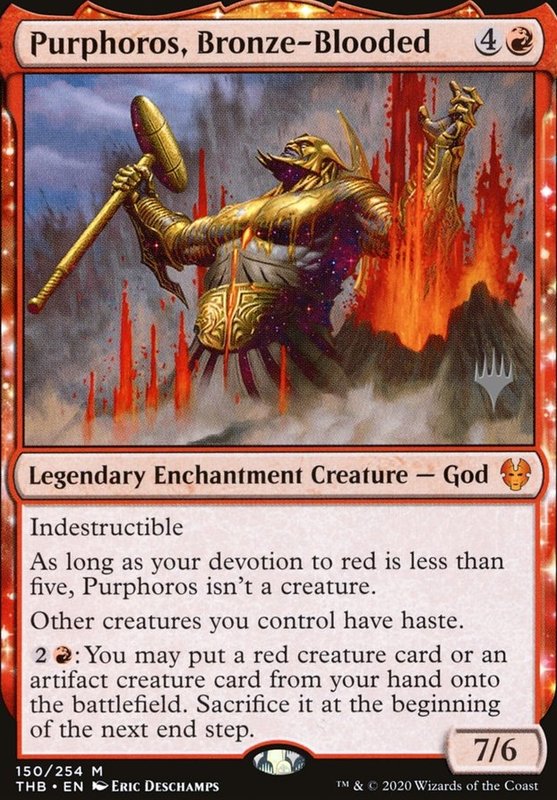 Purphoros, Bronze-Blooded 4
Legendary Enchantment Creature — God
Indestructible
As long as your devotion to red is less than
five, Purphoros isn't a creature.
Other creatures you control have haste.
2 : You may put a red creature card or an
artifact creature card from your hand onto
the battlefield. Sacrifice it at the beginning
of the next end step.
7/6
150/254 M
THB • EN Eric Deschamps
™ & © 2020 Wizards of the Coast